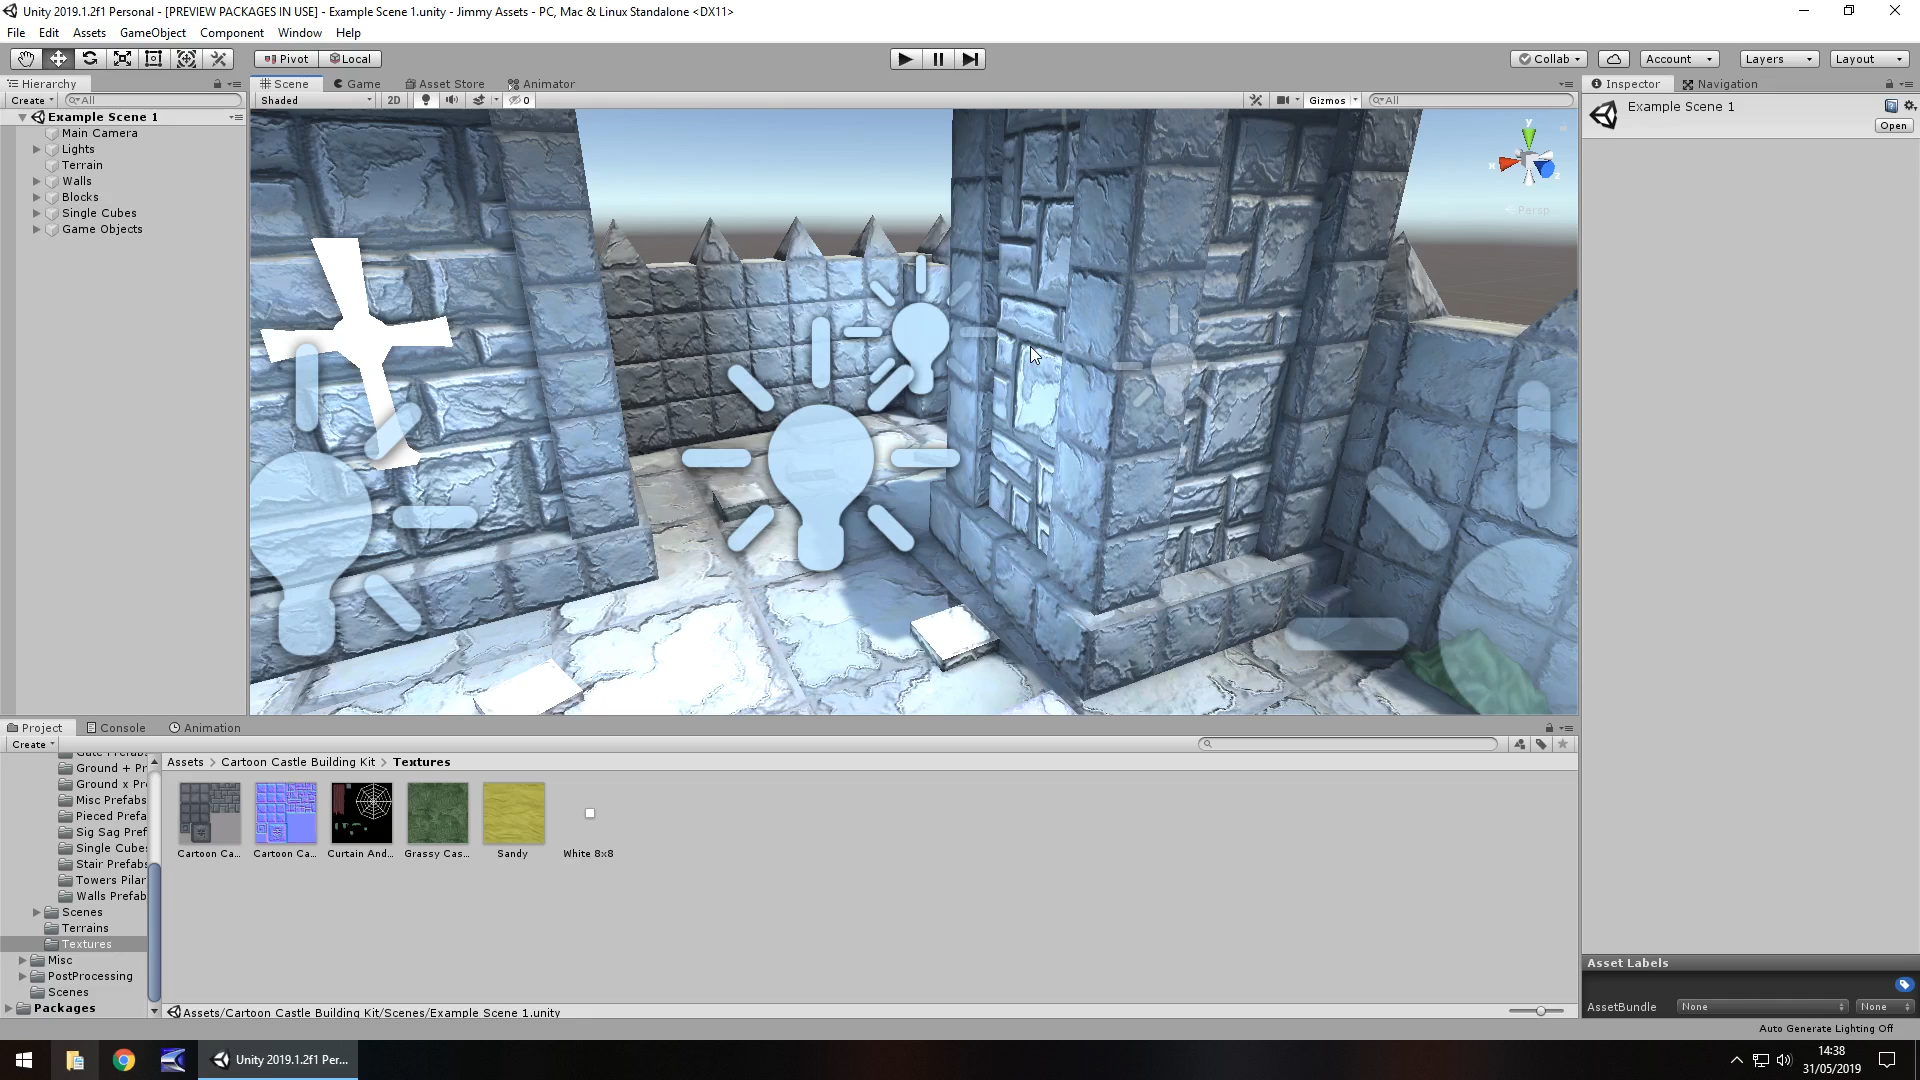 Unity 2019.1.2f1 Personal - [PREVIEW PACKAGES IN USE] - Example Scene 1.unity - Jimmy Assets - PC, Mac & Linux Standalone <DX11>
File Edit Assets GameObject Component Window Help
Pivot Local Collab Account Layers Layout
Hierarchy Scene Game Asset Store Animator Inspector Navigation
Create All Shaded 2D 0 Gizmos All
Example Scene 1
Main Camera
Lights
Terrain
Walls
Blocks
Single Cubes
Game Objects
y
x
z
Persp
Example Scene 1
Open
Project Console Animation
Create
Gate Prefab
Ground + Pr
Ground x Pr
Misc Prefabs
Pieced Prefa
Sig Sag Pref
Single Cubes
Stair Prefabs
Towers Pilar
Walls Prefab
Scenes
Terrains
Textures
Misc
PostProcessing
Scenes
Packages
Assets > Cartoon Castle Building Kit > Textures
Cartoon Ca... Cartoon Ca... Curtain And... Grassy Cas... Sandy White 8x8
Assets/Cartoon Castle Building Kit/Scenes/Example Scene 1.unity
Asset Labels
AssetBundle None None
Auto Generate Lighting Off
Unity 2019.1.2f1 Per...
14:38
31/05/2019